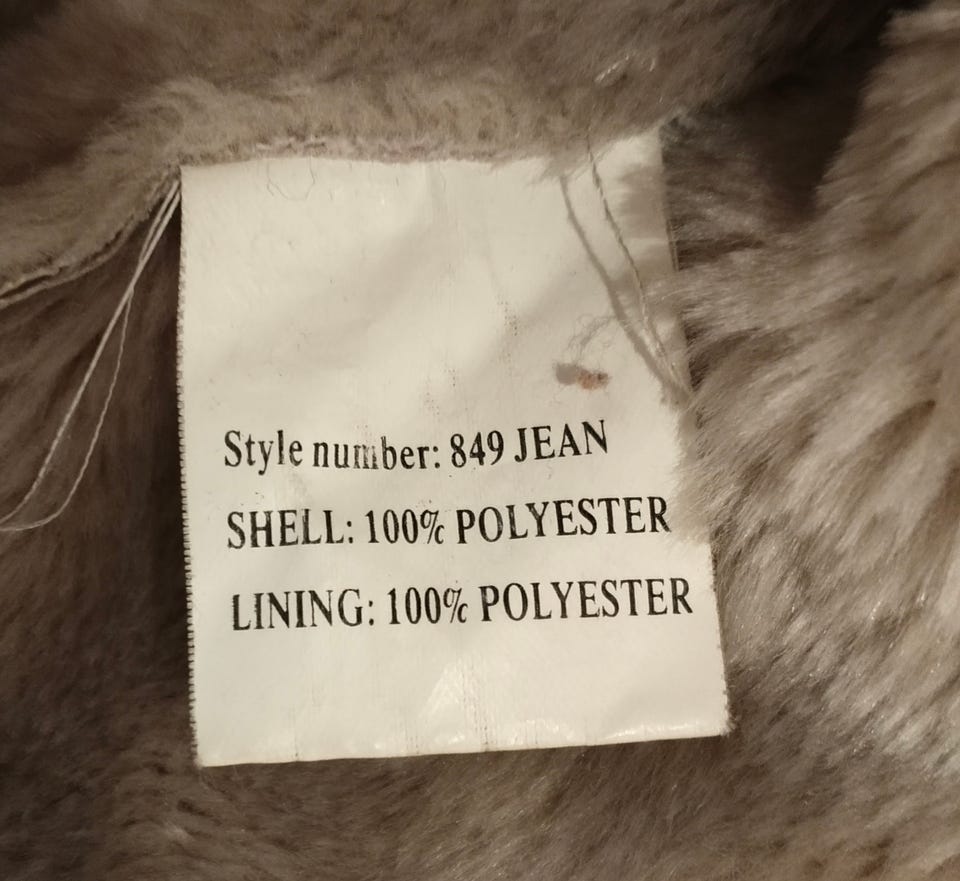 Style number: 849 JEAN
SHELL: 100% POLYESTER
LINING: 100% POLYESTER